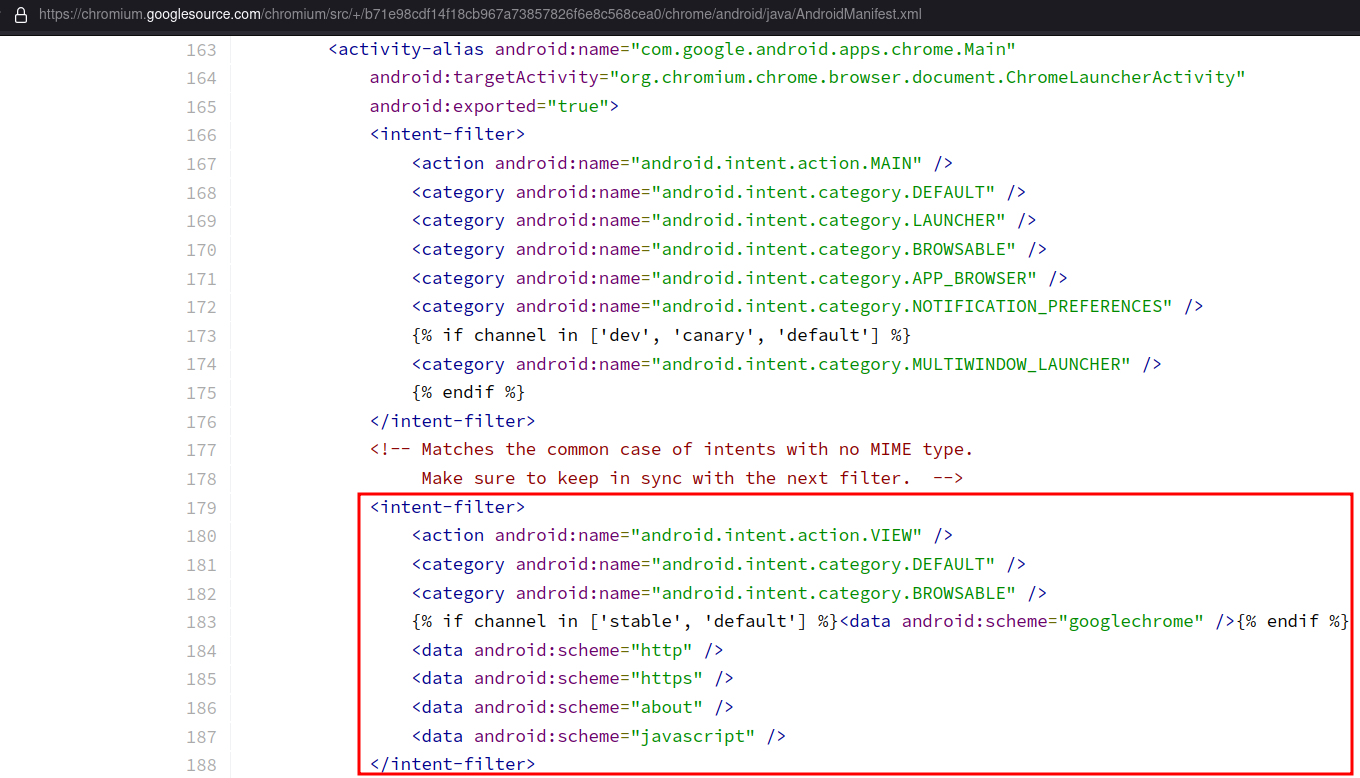 https://chromium.googlesource.com/chromium/src/+/b71e98cdf14f18cb967a73857826f6e8c568cea0/chrome/android/java/AndroidManifest.xml
163 <activity-alias android:name="com.google.android.apps.chrome.Main"
164 android:targetActivity="org.chromium.chrome.browser.document.ChromeLauncherActivity"
165 android:exported="true">
166 <intent-filter>
167 <action android:name="android.intent.action.MAIN" />
168 <category android:name="android.intent.category.DEFAULT" />
169 <category android:name="android.intent.category.LAUNCHER" />
170 <category android:name="android.intent.category.BROWSABLE" />
171 <category android:name="android.intent.category.APP_BROWSER" />
172 <category android:name="android.intent.category.NOTIFICATION_PREFERENCES" />
173 {% if channel in ['dev', 'canary', 'default'] %}
174 <category android:name="android.intent.category.MULTIWINDOW_LAUNCHER" />
175 {% endif %}
176 </intent-filter>
177 <!-- Matches the common case of intents with no MIME type.
178 Make sure to keep in sync with the next filter.  -->
179 <intent-filter>
180 <action android:name="android.intent.action.VIEW" />
181 <category android:name="android.intent.category.DEFAULT" />
182 <category android:name="android.intent.category.BROWSABLE" />
183 {% if channel in ['stable', 'default'] %}<data android:scheme="googlechrome" />{% endif %}
184 <data android:scheme="http" />
185 <data android:scheme="https" />
186 <data android:scheme="about" />
187 <data android:scheme="javascript" />
188 </intent-filter>